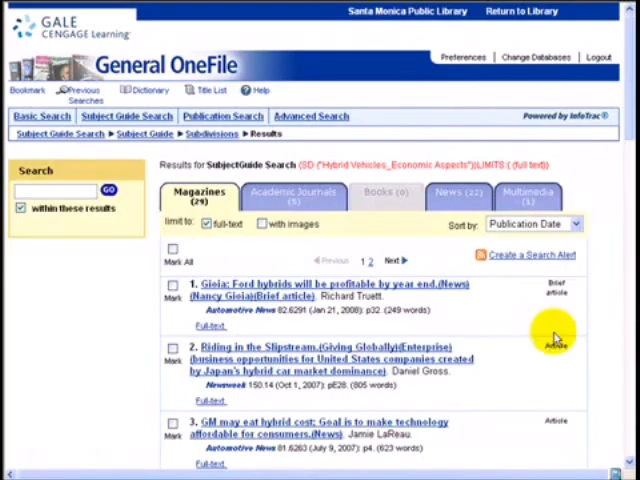 Santa Monica Public Library Return to Library
GALE
CENGAGE Learning
General OneFile
Preferences Change Databases Logout
Bookmark Previous Searches Dictionary Title List Help
Basic Search Subject Guide Search Publication Search Advanced Search Powered by InfoTrac®
Subject Guide Search Subject Guide Subdivisions Results
Search
GO
within these results
Results for SubjectGuide Search (SD ("Hybrid Vehicles_Economic Aspects"))LIMITS:( (full text))
Magazines (24) Academic Journals (5) Books (0) News (22) Multimedia (1)
limit to: full-text with images Sort by: Publication Date
Mark All Previous 1 2 Next Create a Search Alert
Mark
1. Gioia: Ford hybrids will be profitable by year end.(News)
(Nancy Gioia)(Brief article). Richard Truett.
Automotive News 82.6291 (Jan 21, 2008): p32. (249 words)
Full-text
Brief article
Mark
2. Riding in the Slipstream.(Giving Globally)(Enterprise)
(business opportunities for United States companies created
by Japan's hybrid car market dominance). Daniel Gross.
Newsweek 150.14 (Oct 1, 2007): pE28. (805 words)
Full-text
Article
Mark
3. GM may eat hybrid cost; Goal is to make technology
affordable for consumers.(News). Jamie LaReau.
Automotive News 81.6263 (July 9, 2007): p4. (623 words)
Full-text
Article